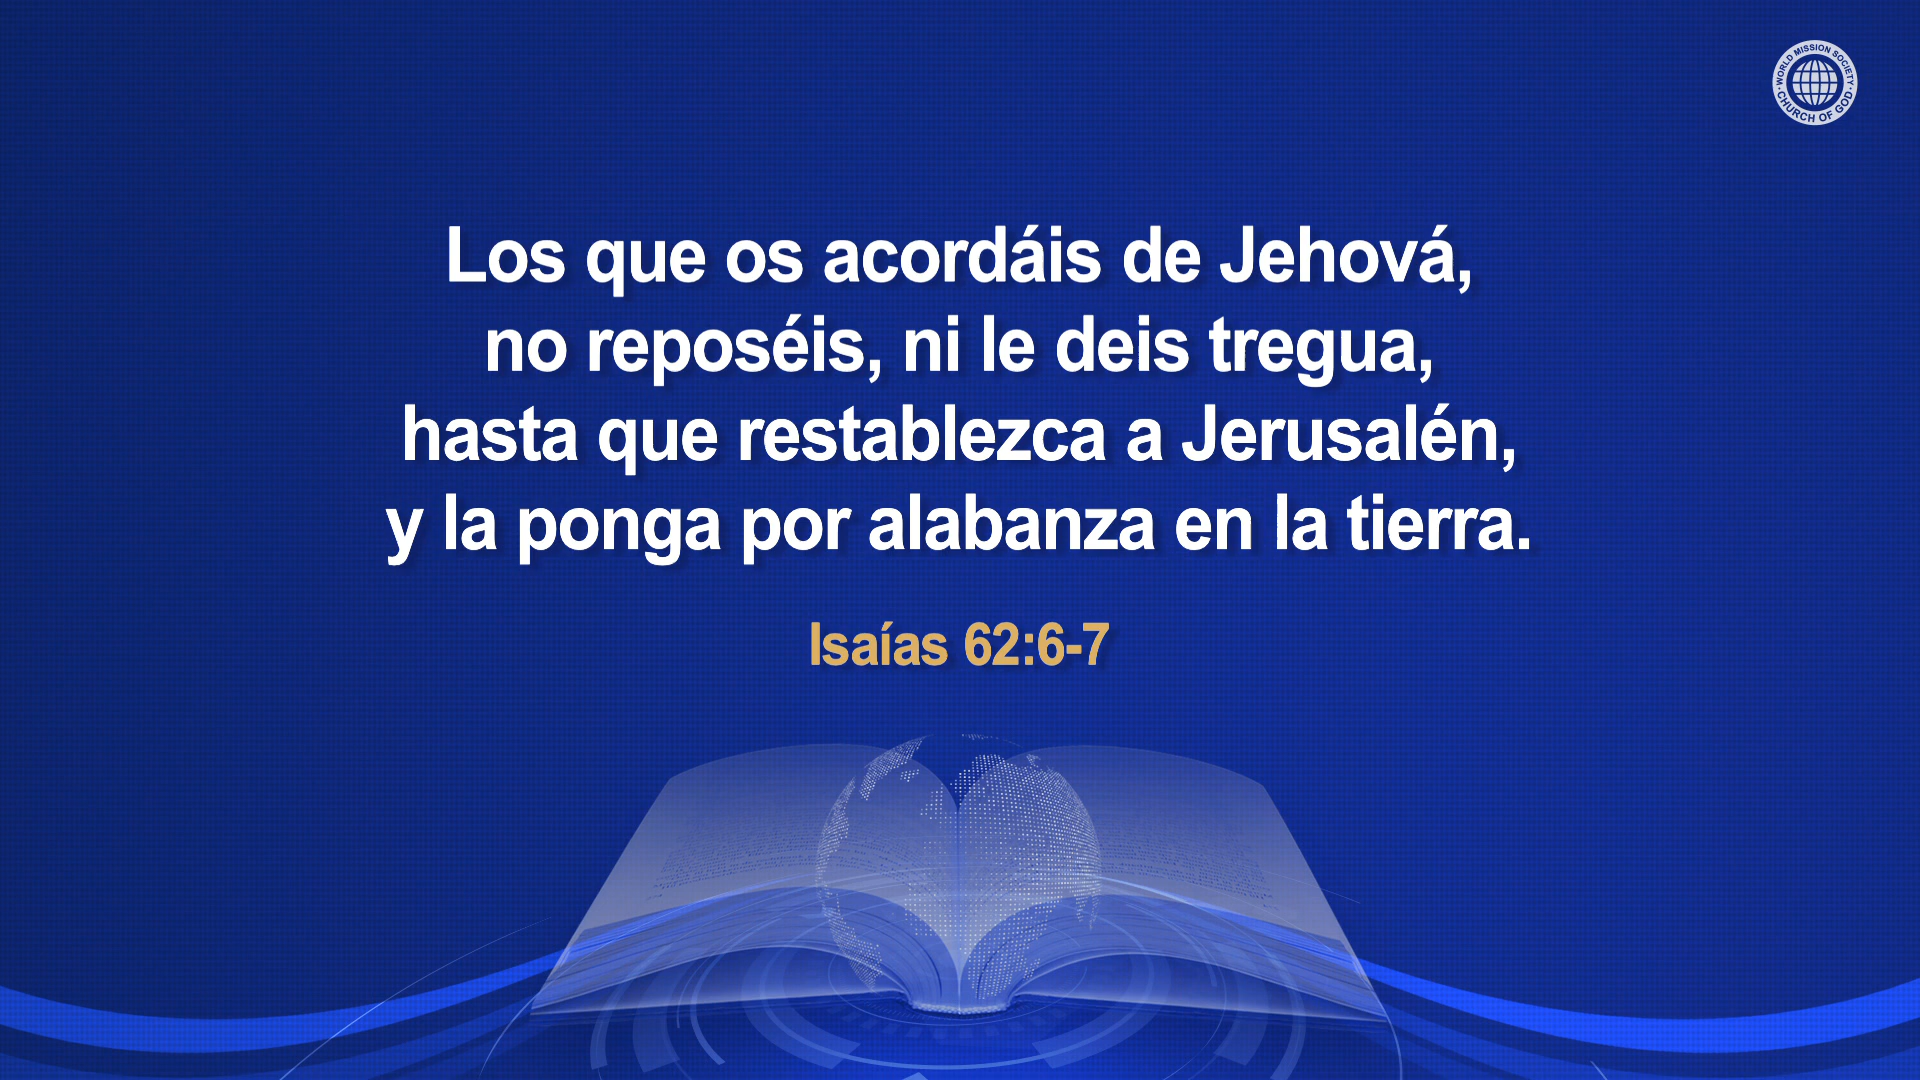 WORLD MISSION SOCIETY
CHURCH OF GOD
Los que os acordáis de Jehová,
no reposéis, ni le deis tregua,
hasta que restablezca a Jerusalén,
y la ponga por alabanza en la tierra.
Isaías 62:6-7